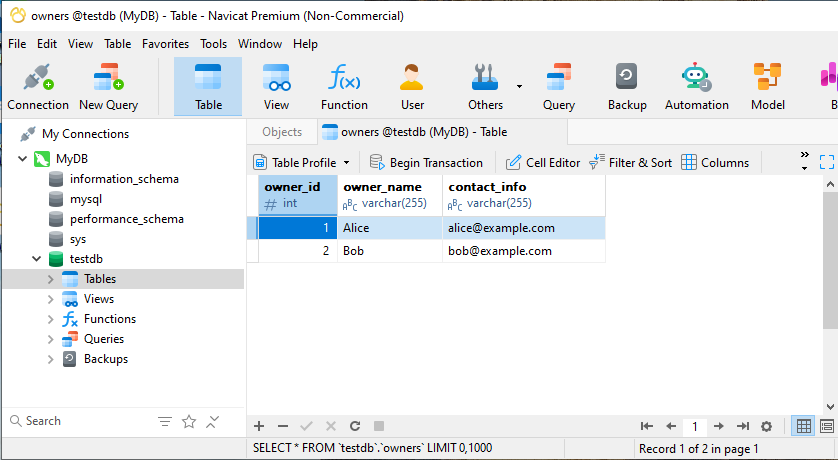 owners @testdb (MyDB) - Table - Navicat Premium (Non-Commercial)
File Edit View Table Favorites Tools Window Help
Connection New Query Table View Function User Others Query Backup Automation Model B
My Connections
Objects owners @testdb (MyDB) - Table
MyDB
information_schema
mysql
performance_schema
sys
testdb
Tables
Views
Functions
Queries
Backups
Table Profile Begin Transaction Cell Editor Filter & Sort Columns
owner_id owner_name contact_info
# int ABC varchar(255) ABC varchar(255)
1 Alice alice@example.com
2 Bob bob@example.com
Search
1
SELECT * FROM `testdb`.`owners` LIMIT 0,1000 Record 1 of 2 in page 1